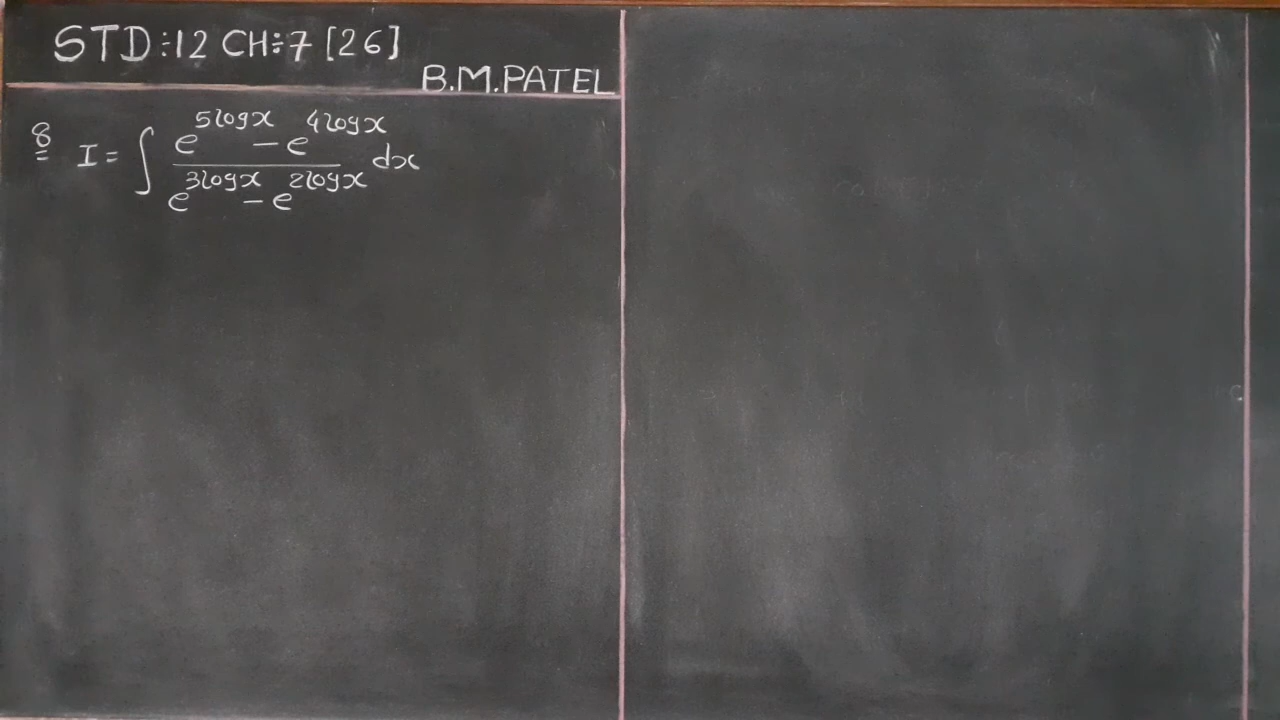 STD:-12 CH:-7 [26]
B.M.PATEL
8 I = ∫ (e^{5logx} - e^{4logx}) / (e^{3logx} - e^{2logx}) dx